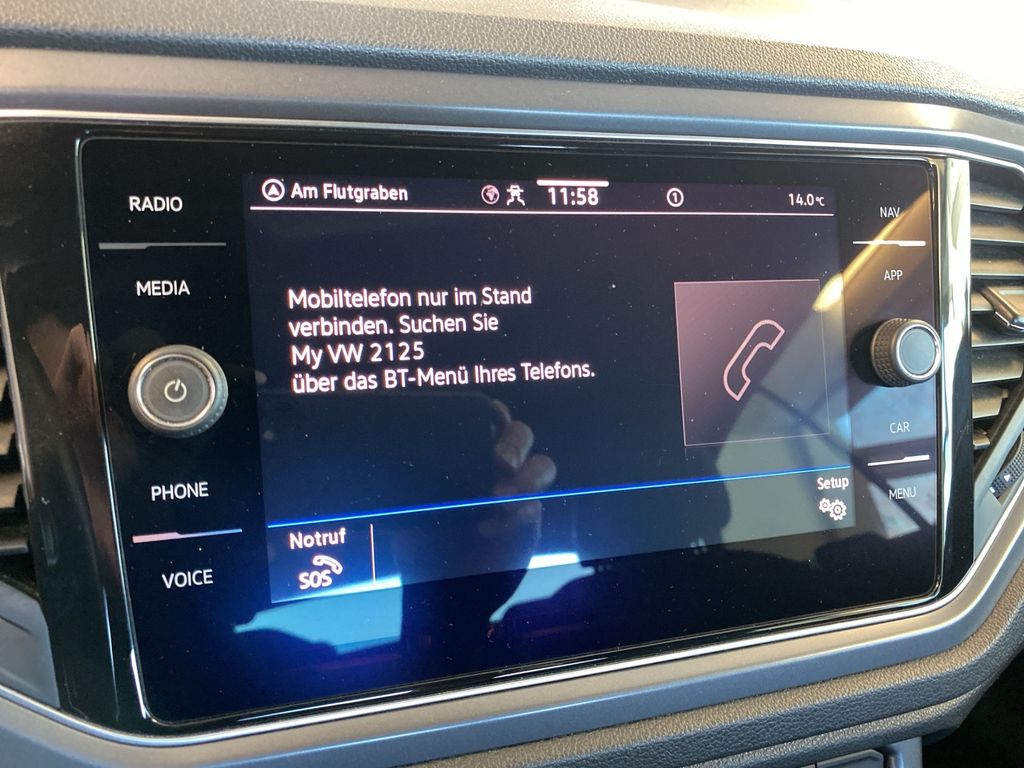 Am Flutgraben 11:58 1 14.0°C
RADIO
MEDIA
PHONE
VOICE
Mobiltelefon nur im Stand
verbinden. Suchen Sie
My VW 2125
über das BT-Menü Ihres Telefons.
Notruf
SOS
Setup
NAV
APP
CAR
MENU